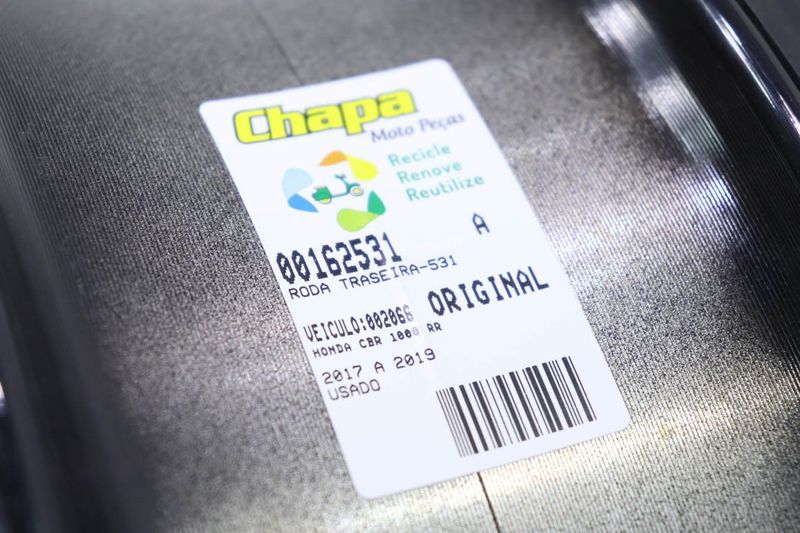 Chapa
Moto Peças
Recicle
Renove
Reutilize
00162531 A
RODA TRASEIRA-531
ORIGINAL
VEICULO:002066
HONDA CBR 1000 RR
2017 A 2019
USADO